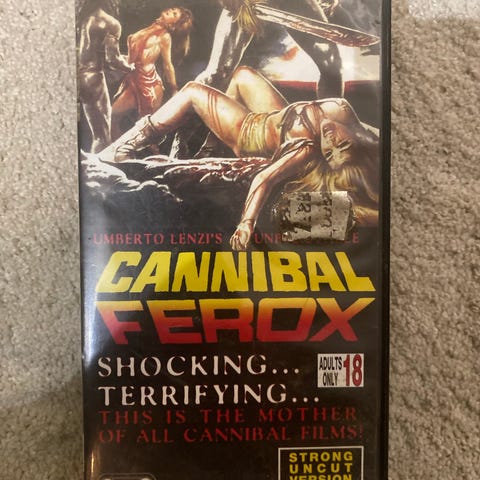 UMBERTO LENZI'S
CANNIBAL
FEROX
SHOCKING...
TERRIFYING...
THIS IS THE MOTHER
OF ALL CANNIBAL FILMS!
ADULTS
ONLY 18
STRONG
UNCUT
VERSION